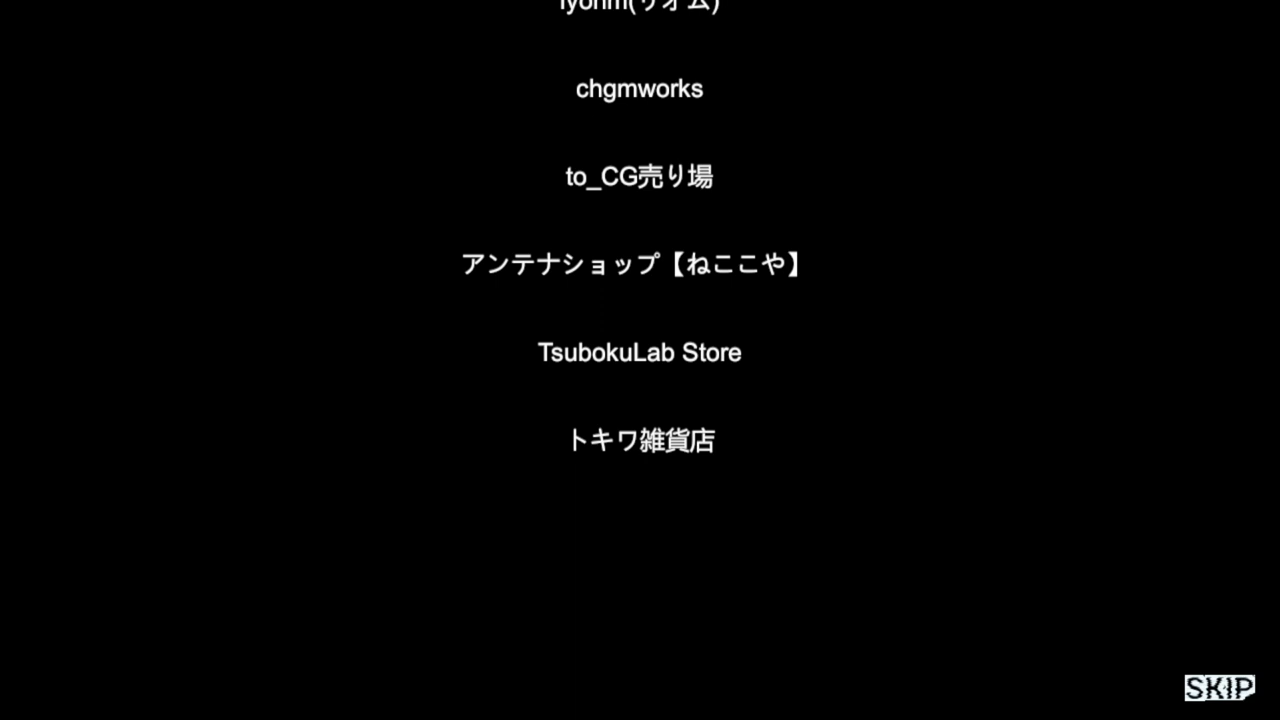 chgmworks
to_CG売り場
アンテナショップ【ねここや】
TsubokuLab Store
トキワ雑貨店
SKIP